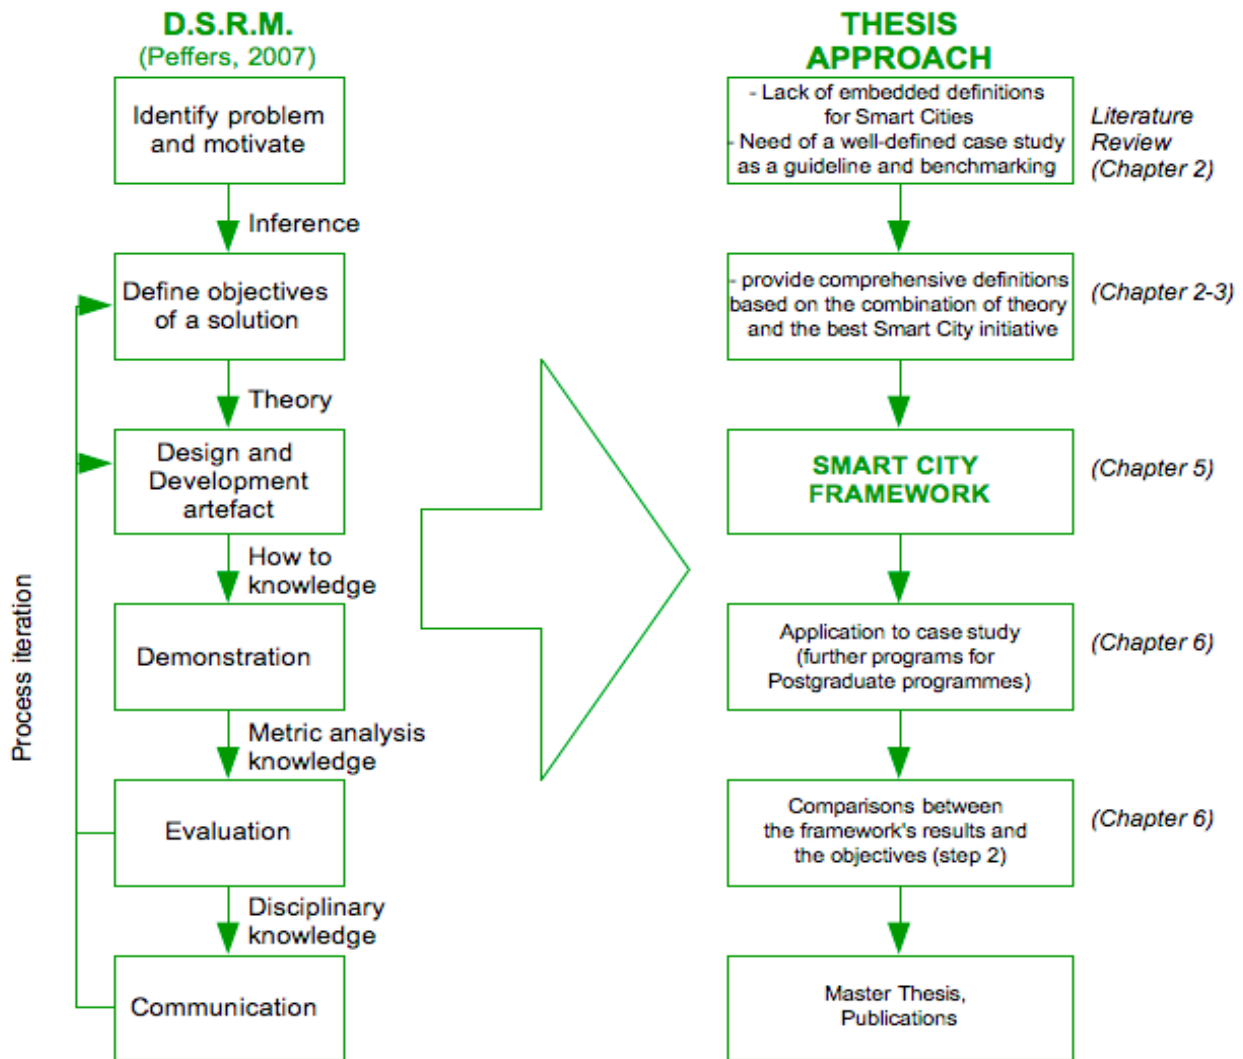 D.S.R.M.
(Peffers, 2007)
Identify problem
and motivate
Inference
Define objectives
of a solution
Theory
Design and
Development
artefact
How to
knowledge
Demonstration
Metric analysis
knowledge
Evaluation
Disciplinary
knowledge
Communication
Process iteration
THESIS
APPROACH
- Lack of embedded definitions
for Smart Cities
- Need of a well-defined case study
as a guideline and benchmarking
Literature
Review
(Chapter 2)
- provide comprehensive definitions
based on the combination of theory
and the best Smart City initiative
(Chapter 2-3)
SMART CITY
FRAMEWORK
(Chapter 5)
Application to case study
(further programs for
Postgraduate programmes)
(Chapter 6)
Comparisons between
the framework's results and
the objectives (step 2)
(Chapter 6)
Master Thesis,
Publications